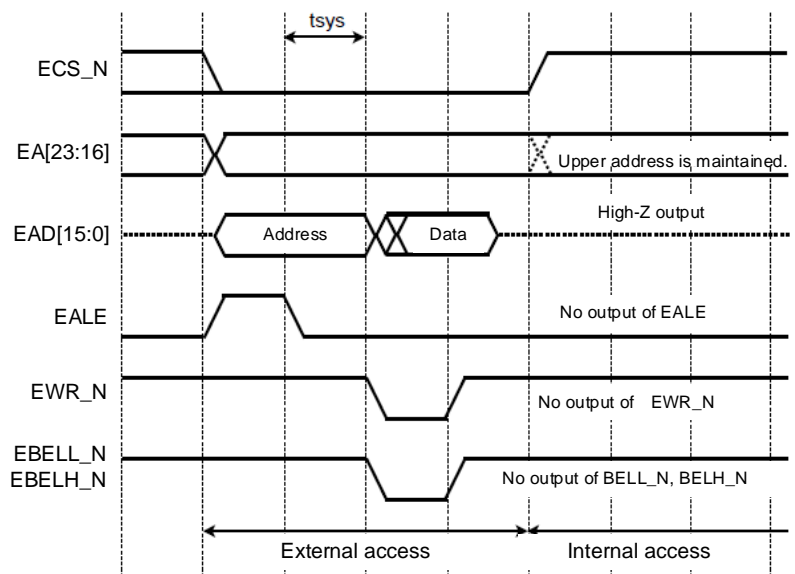 tsys
ECS_N
EA[23:16]
Upper address is maintained.
EAD[15:0]
Address
Data
High-Z output
EALE
No output of EALE
EWR_N
No output of EWR_N
EBELL_N
EBELH_N
No output of BELL_N, BELH_N
External access
Internal access